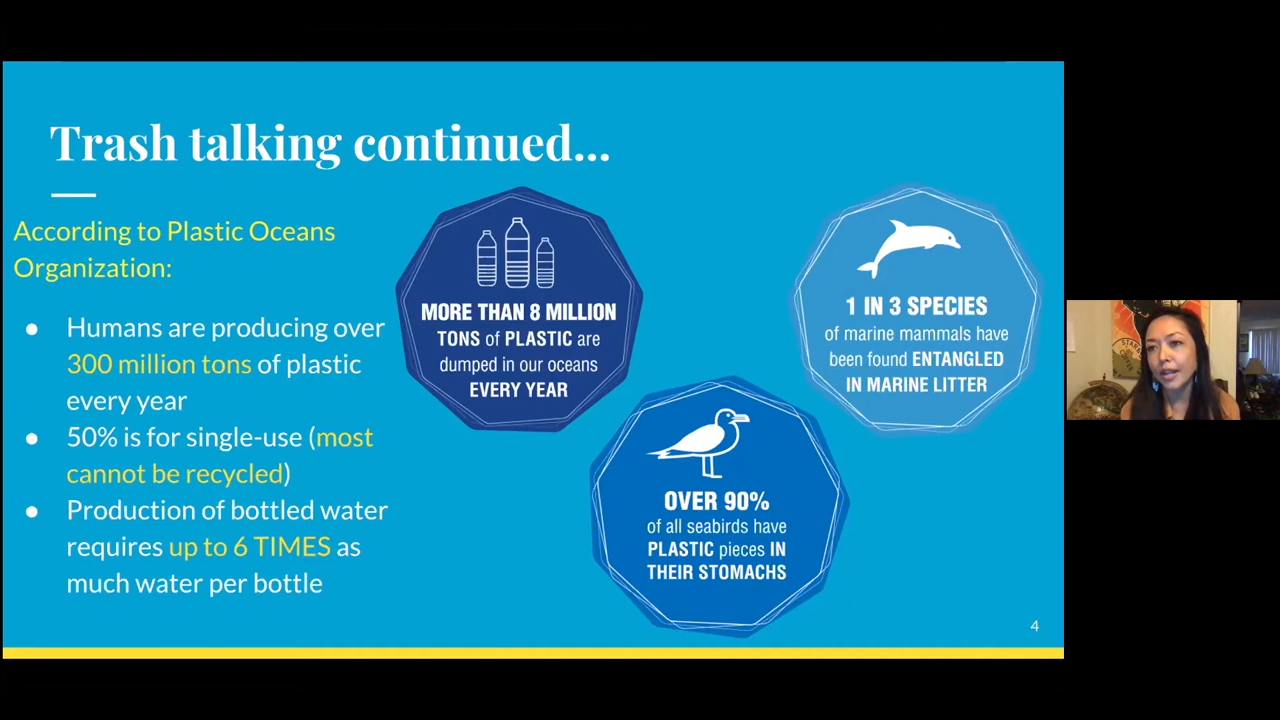 Trash talking continued...
According to Plastic Oceans
Organization:
● Humans are producing over
300 million tons of plastic
every year
● 50% is for single-use (most
cannot be recycled)
● Production of bottled water
requires up to 6 TIMES as
much water per bottle
MORE THAN 8 MILLION
TONS of PLASTIC are
dumped in our oceans
EVERY YEAR
OVER 90%
of all seabirds have
PLASTIC pieces IN
THEIR STOMACHS
1 IN 3 SPECIES
of marine mammals have
been found ENTANGLED
IN MARINE LITTER
4